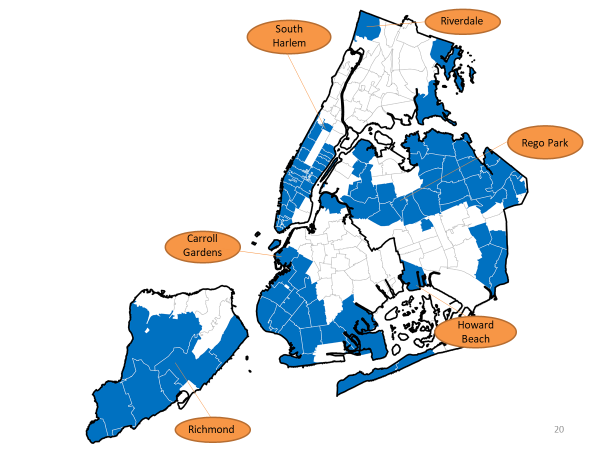 Riverdale
South
Harlem
Rego Park
Carroll
Gardens
Howard
Beach
Richmond
20